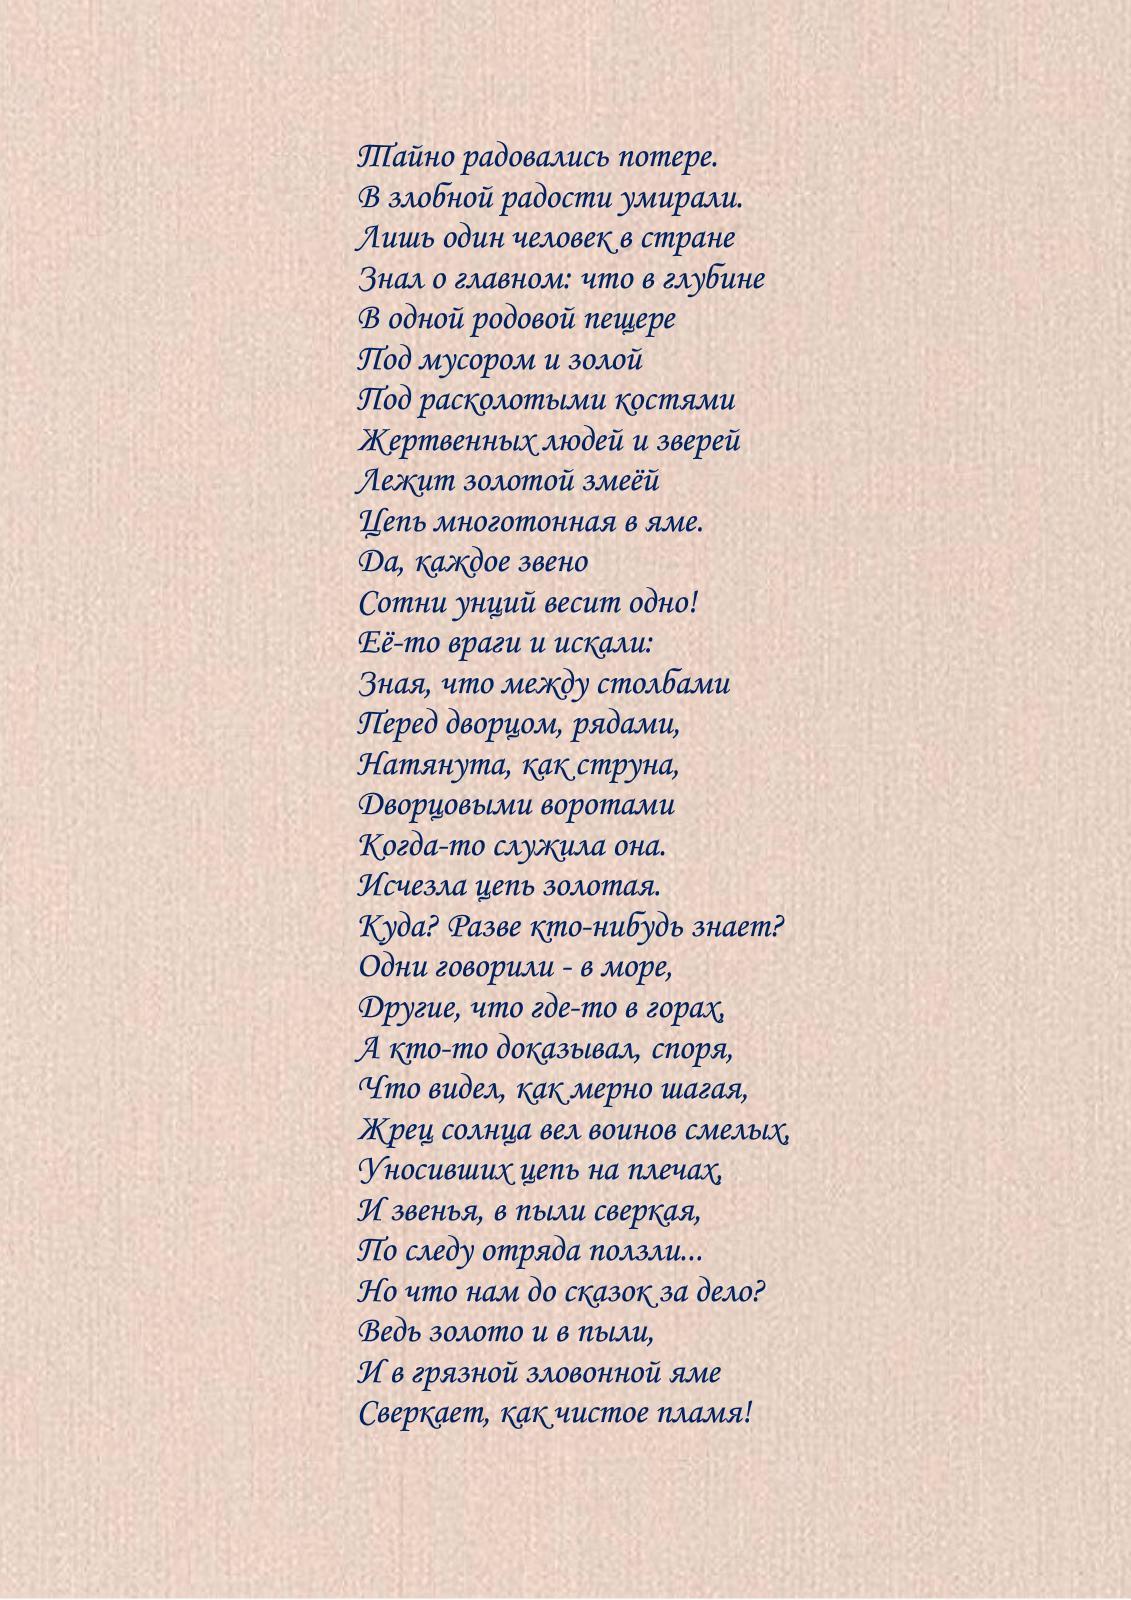 Тайно радовались потере.
В злобной радости умирали.
Лишь один человек в стране
Знал о главном: что в глубине
В одной родовой пещере
Под мусором и золой
Под расколотыми костями
Жертвенных людей и зверей
Лежит золотой змеёй
Цепь многотонная в яме.
Да, каждое звено
Сотни унций весит одно!
Её-то враги и искали:
Зная, что между столбами
Перед дворцом, рядами,
Натянута, как струна,
Дворцовыми воротами
Когда-то служила она.
Исчезла цепь золотая.
Куда? Разве кто-нибудь знает?
Одни говорили - в море,
Другие, что где-то в горах,
А кто-то доказывал, споря,
Что видел, как мерно шагая,
Жрец солнца вел воинов смелых,
Уносивших цепь на плечах,
И звенья, в пыли сверкая,
По следу отряда ползли...
Но что нам до сказок за дело?
Ведь золото и в пыли,
И в грязной зловонной яме
Сверкает, как чистое пламя!